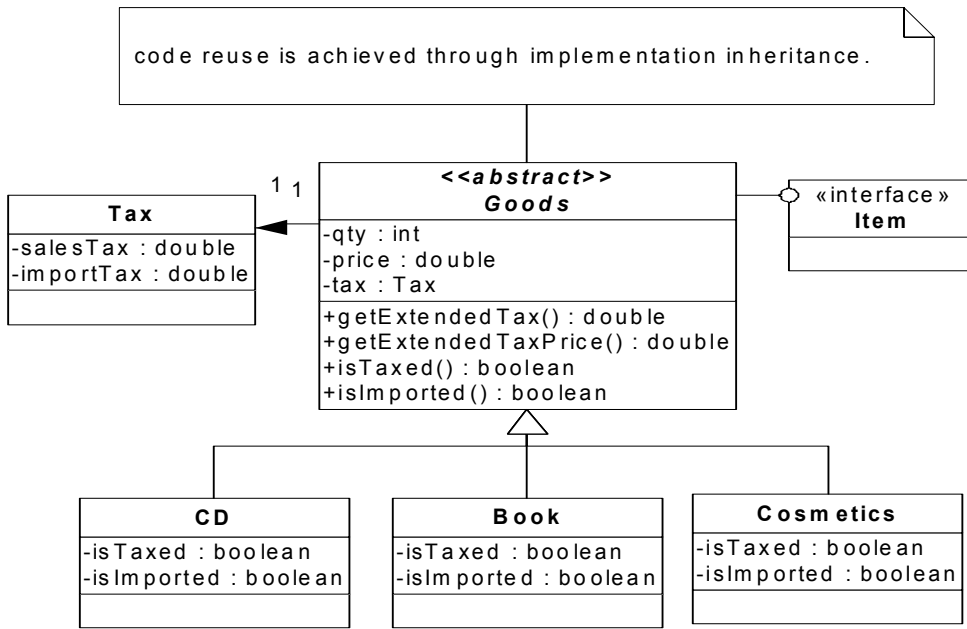 code reuse is achieved through implementation inheritance.
1 1
Tax
-salesTax : double
-importTax : double
<<abstract>>
Goods
-qty : int
-price : double
-tax : Tax
+getExtendedTax() : double
+getExtendedTaxPrice() : double
+isTaxed() : boolean
+isImported() : boolean
«interface»
Item
CD
-isTaxed : boolean
-isImported : boolean
Book
-isTaxed : boolean
-isImported : boolean
Cosmetics
-isTaxed : boolean
-isImported : boolean